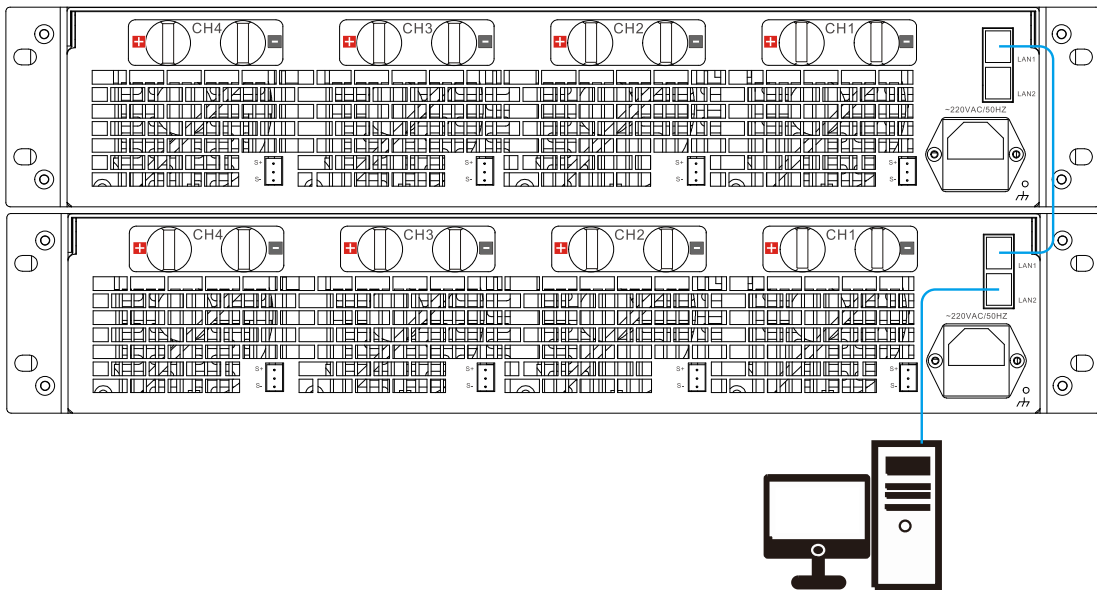 CH4 CH3 CH2 CH1
+ - + - + - + -
LAN1
LAN2
~220VAC/50HZ
S+ S+ S+ S+
S- S- S- S-
CH4 CH3 CH2 CH1
+ - + - + - + -
LAN1
LAN2
~220VAC/50HZ
S+ S+ S+ S+
S- S- S- S-